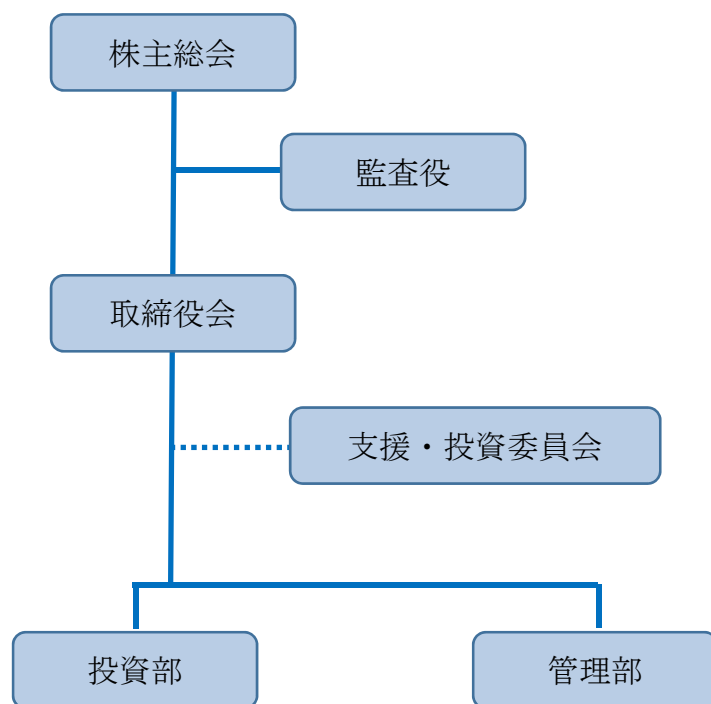 株主総会
監査役
取締役会
支援・投資委員会
投資部
管理部